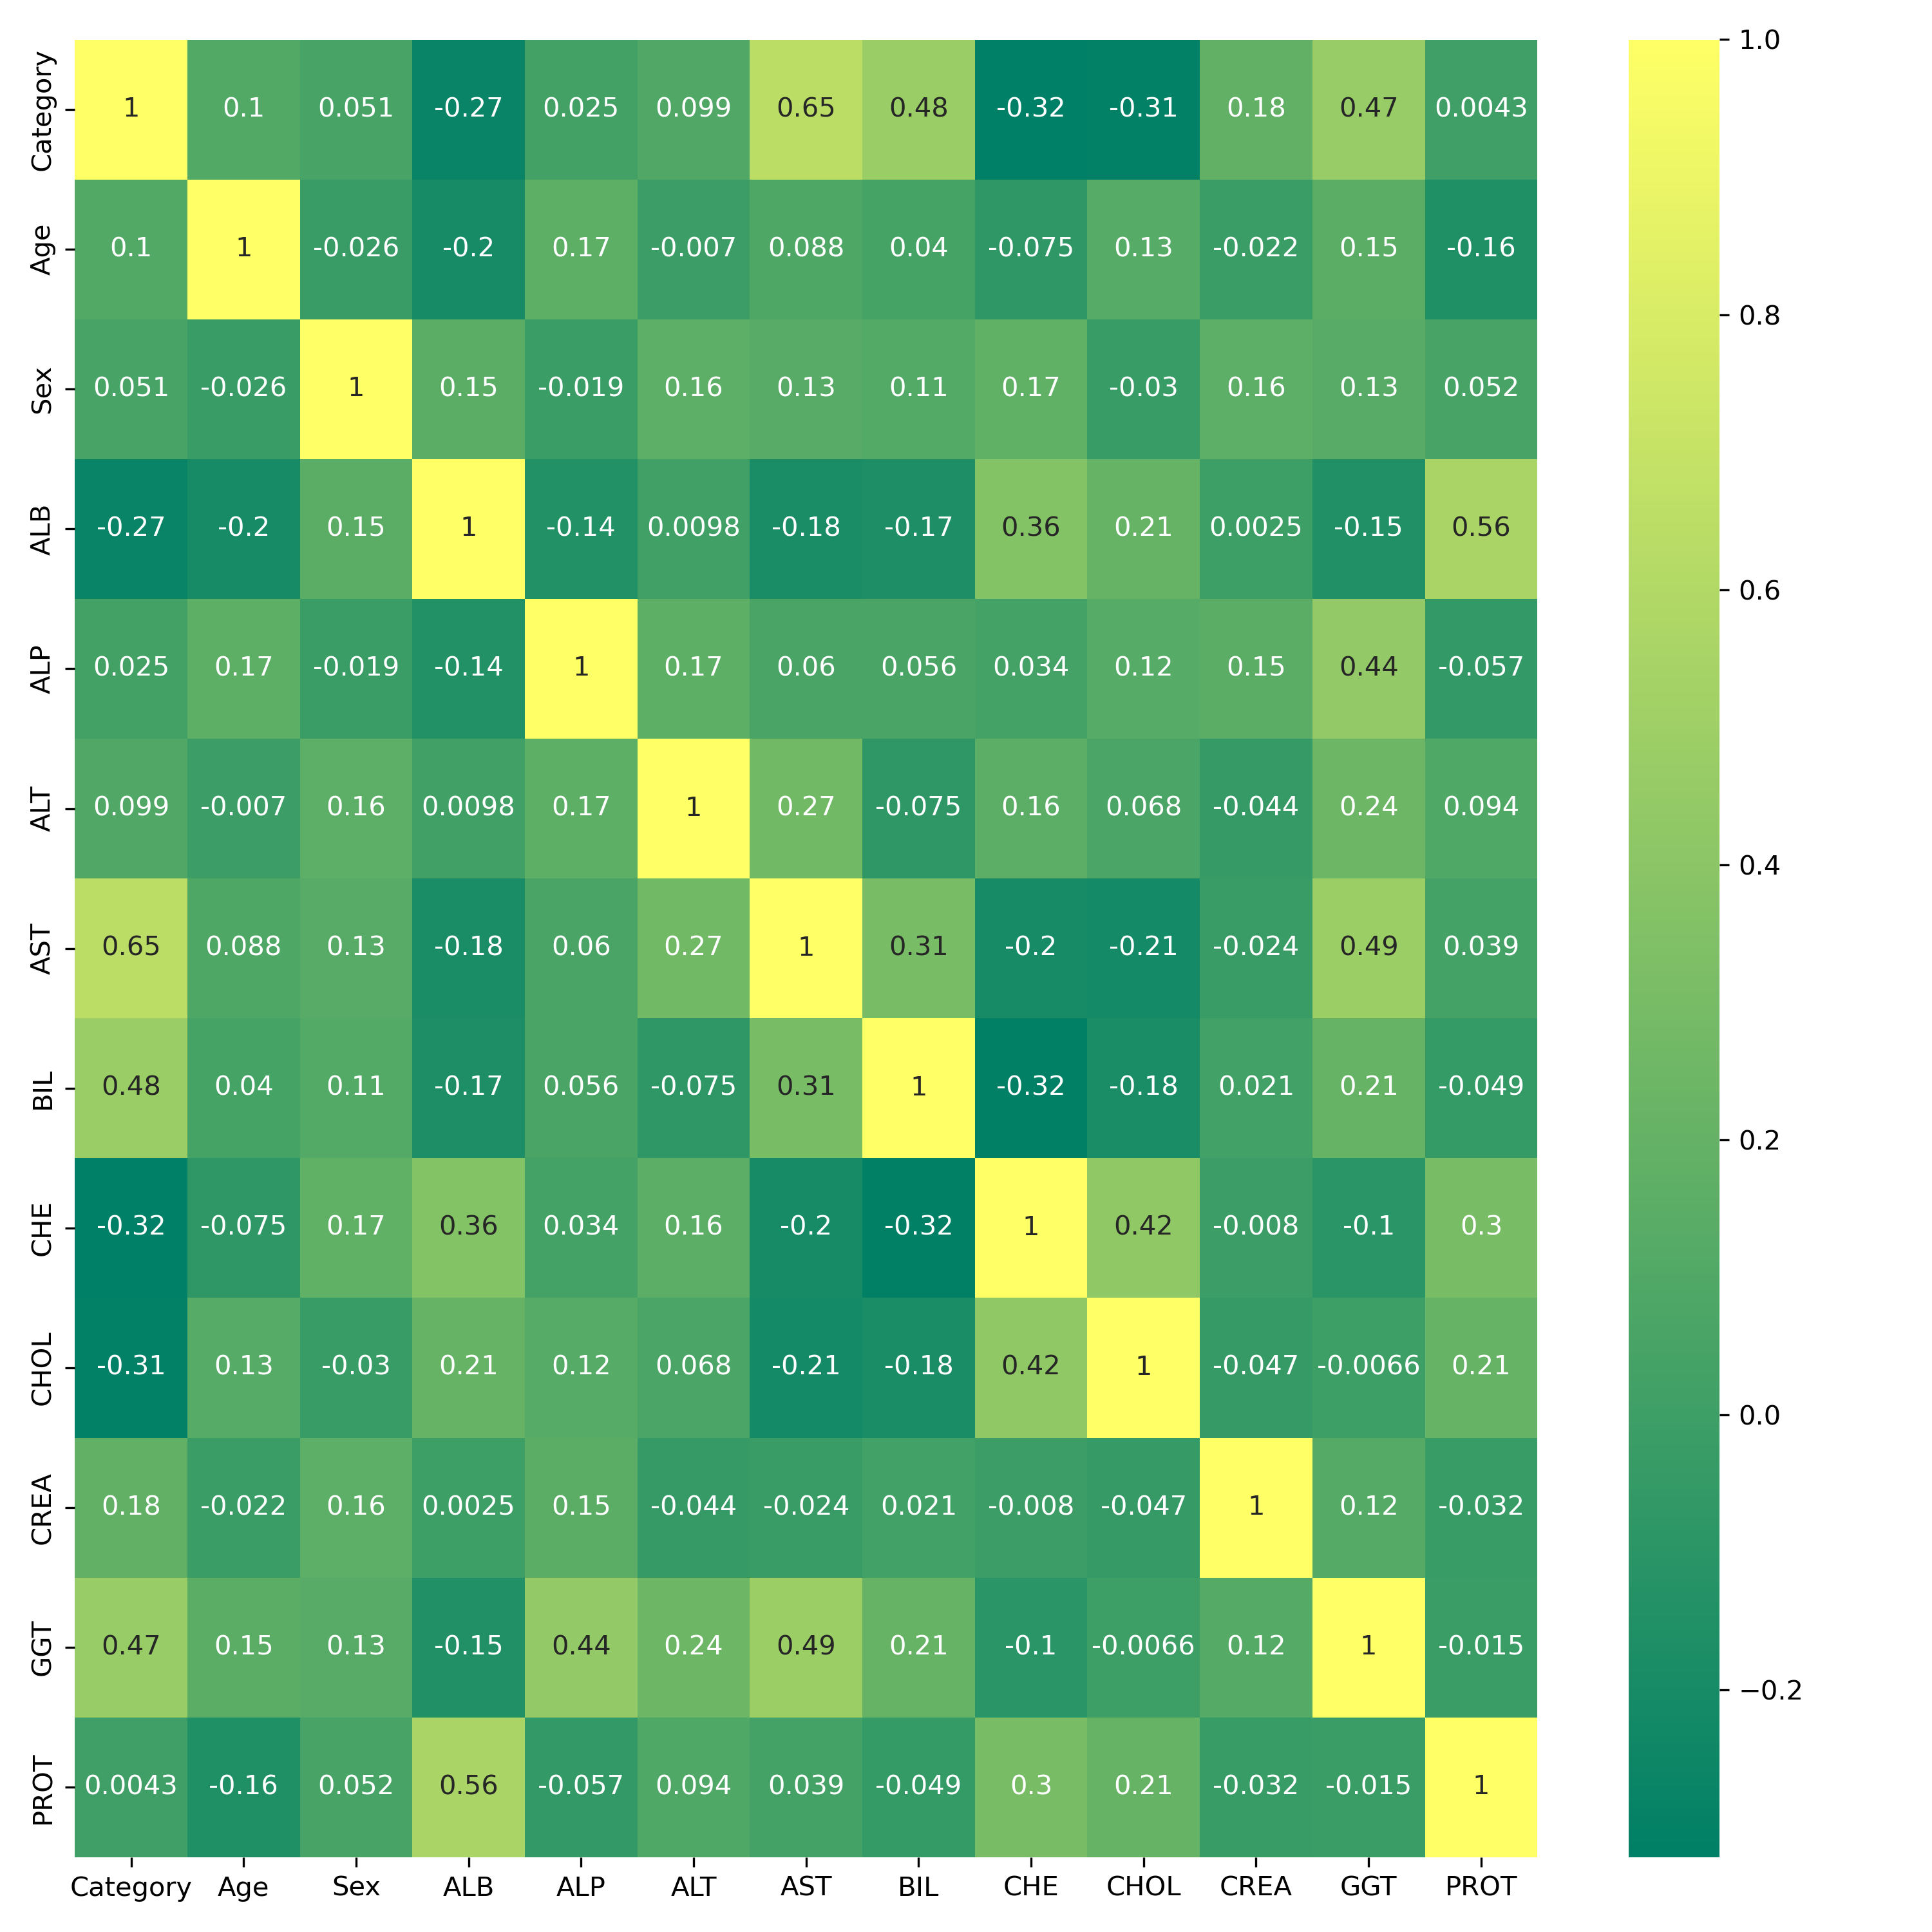 Category 1 0.1 0.051 -0.27 0.025 0.099 0.65 0.48 -0.32 -0.31 0.18 0.47 0.0043
Age 0.1 1 -0.026 -0.2 0.17 -0.007 0.088 0.04 -0.075 0.13 -0.022 0.15 -0.16
Sex 0.051 -0.026 1 0.15 -0.019 0.16 0.13 0.11 0.17 -0.03 0.16 0.13 0.052
ALB -0.27 -0.2 0.15 1 -0.14 0.0098 -0.18 -0.17 0.36 0.21 0.0025 -0.15 0.56
ALP 0.025 0.17 -0.019 -0.14 1 0.17 0.06 0.056 0.034 0.12 0.15 0.44 -0.057
ALT 0.099 -0.007 0.16 0.0098 0.17 1 0.27 -0.075 0.16 0.068 -0.044 0.24 0.094
AST 0.65 0.088 0.13 -0.18 0.06 0.27 1 0.31 -0.2 -0.21 -0.024 0.49 0.039
BIL 0.48 0.04 0.11 -0.17 0.056 -0.075 0.31 1 -0.32 -0.18 0.021 0.21 -0.049
CHE -0.32 -0.075 0.17 0.36 0.034 0.16 -0.2 -0.32 1 0.42 -0.008 -0.1 0.3
CHOL -0.31 0.13 -0.03 0.21 0.12 0.068 -0.21 -0.18 0.42 1 -0.047 -0.0066 0.21
CREA 0.18 -0.022 0.16 0.0025 0.15 -0.044 -0.024 0.021 -0.008 -0.047 1 0.12 -0.032
GGT 0.47 0.15 0.13 -0.15 0.44 0.24 0.49 0.21 -0.1 -0.0066 0.12 1 -0.015
PROT 0.0043 -0.16 0.052 0.56 -0.057 0.094 0.039 -0.049 0.3 0.21 -0.032 -0.015 1
Category Age Sex ALB ALP ALT AST BIL CHE CHOL CREA GGT PROT
1.0
0.8
0.6
0.4
0.2
0.0
−0.2